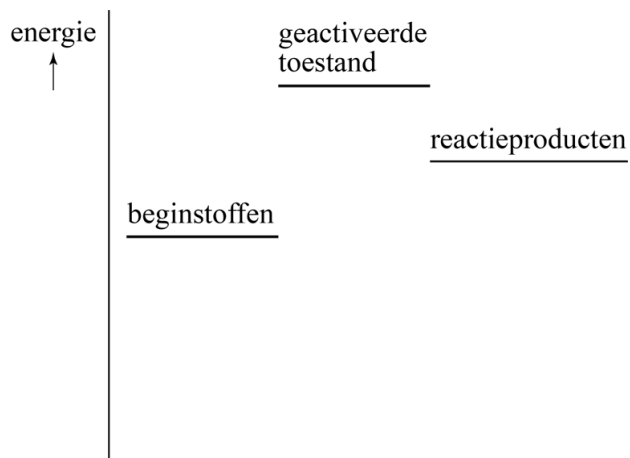 energie
geactiveerde
toestand
reactieproducten
beginstoffen